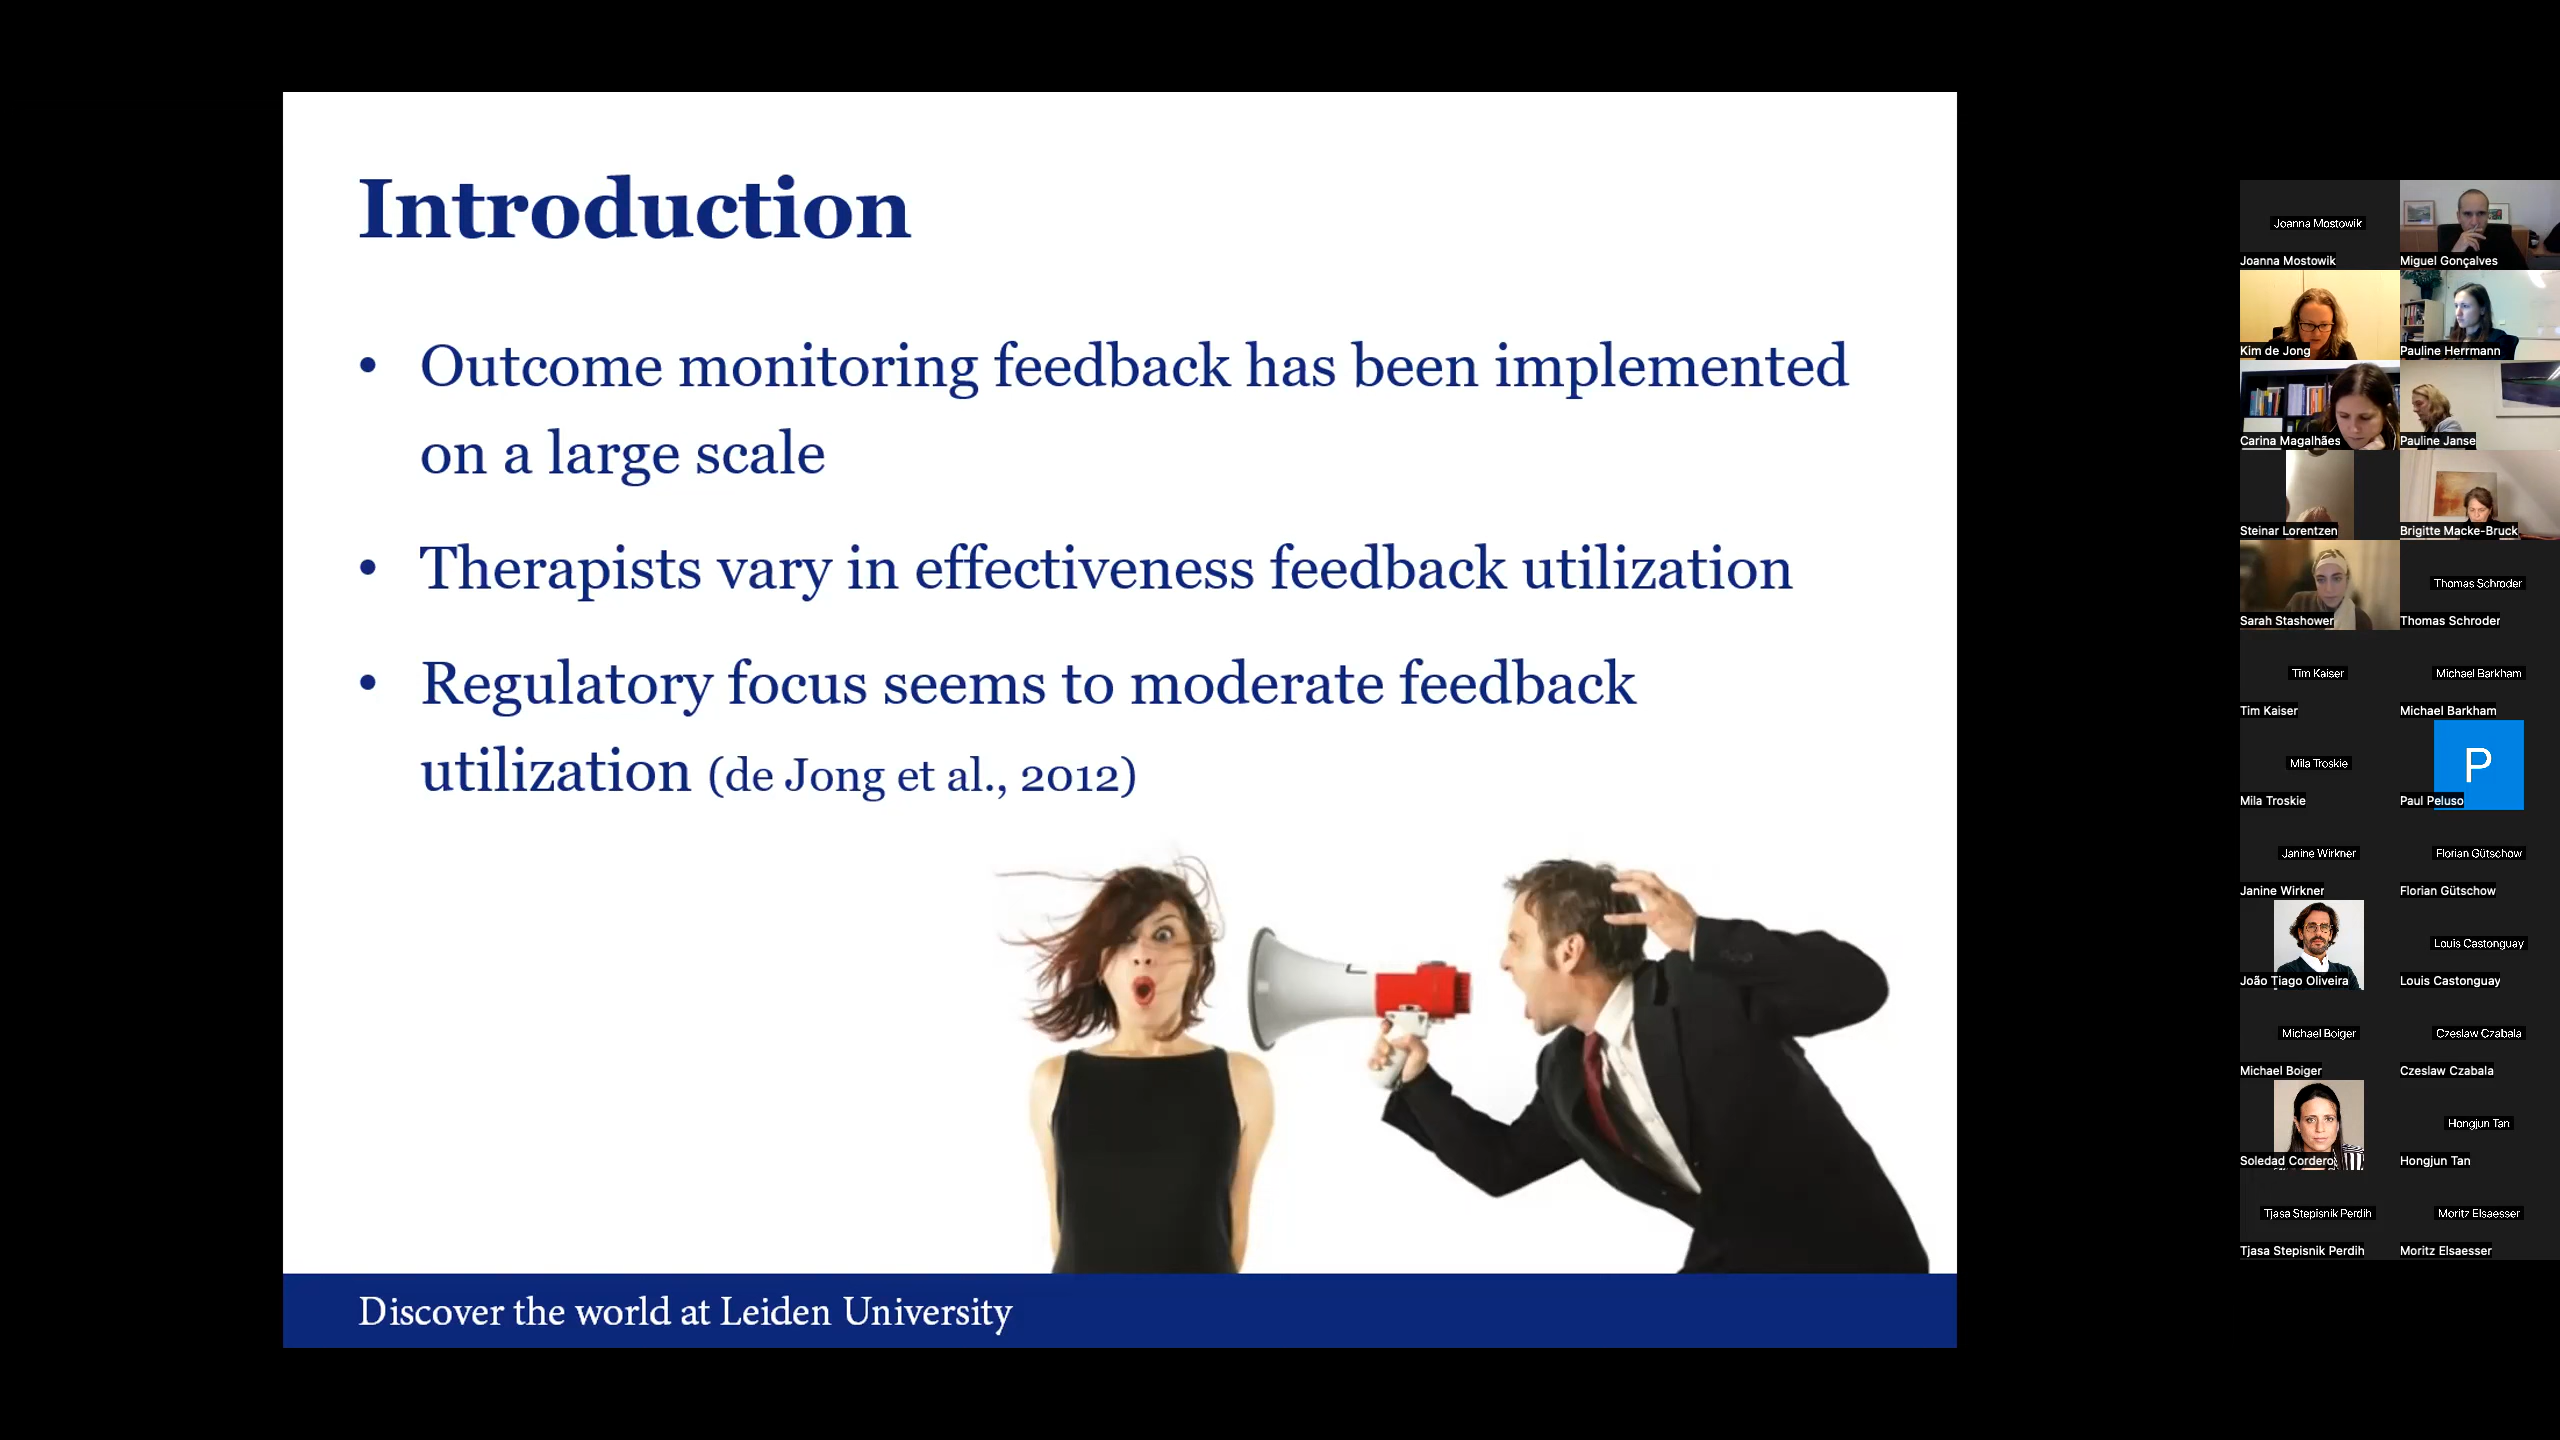 Introduction
• Outcome monitoring feedback has been implemented
on a large scale
• Therapists vary in effectiveness feedback utilization
• Regulatory focus seems to moderate feedback
utilization (de Jong et al., 2012)
Discover the world at Leiden University
Joanna Mostowik
Joanna Mostowik
Miguel Gonçalves
Kim de Jong
Pauline Herrmann
Carina Magalhães
Pauline Janse
Steinar Lorentzen
Brigitte Macke-Bruck
Sarah Stashower
Thomas Schroder
Thomas Schroder
Tim Kaiser
Tim Kaiser
Michael Barkham
Michael Barkham
Mila Troskie
Mila Troskie
P
Paul Peluso
Janine Wirkner
Janine Wirkner
Florian Gütschow
Florian Gütschow
João Tiago Oliveira
Louis Castonguay
Louis Castonguay
Michael Boiger
Michael Boiger
Czeslaw Czabala
Czeslaw Czabala
Soledad Cordero
Hongjun Tan
Hongjun Tan
Tjasa Stepisnik Perdih
Tjasa Stepisnik Perdih
Moritz Elsaesser
Moritz Elsaesser